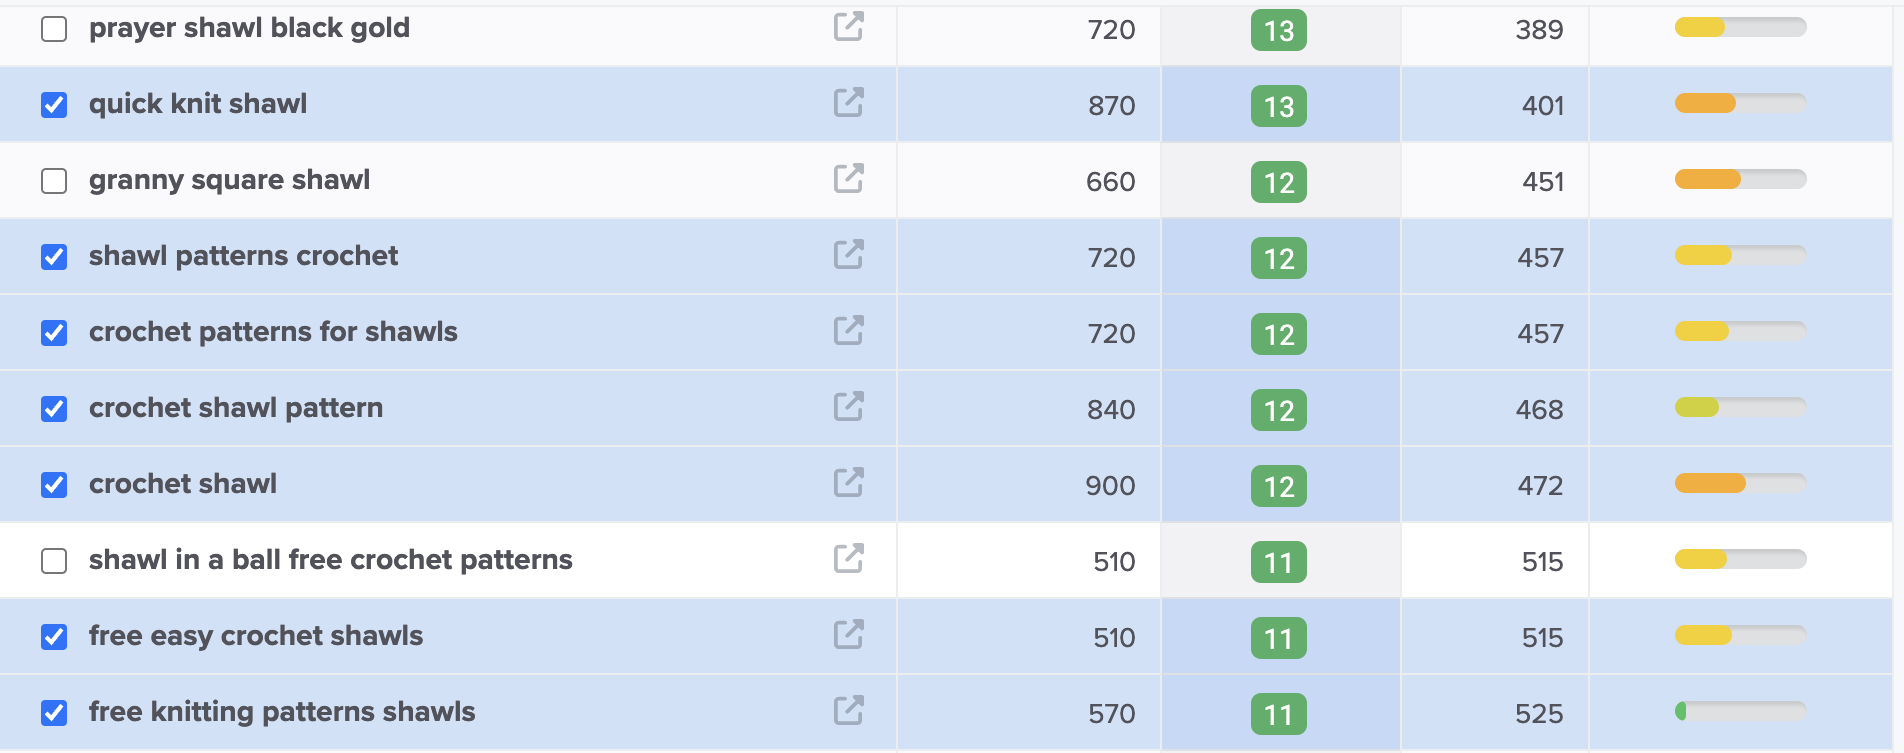 prayer shawl black gold 720 13 389
quick knit shawl 870 13 401
granny square shawl 660 12 451
shawl patterns crochet 720 12 457
crochet patterns for shawls 720 12 457
crochet shawl pattern 840 12 468
crochet shawl 900 12 472
shawl in a ball free crochet patterns 510 11 515
free easy crochet shawls 510 11 515
free knitting patterns shawls 570 11 525